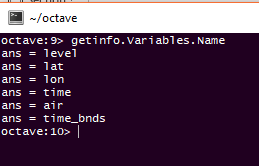 ~/octave
octave:9> getinfo.Variables.Name
ans = level
ans = lat
ans = lon
ans = time
ans = air
ans = time_bnds
octave:10>